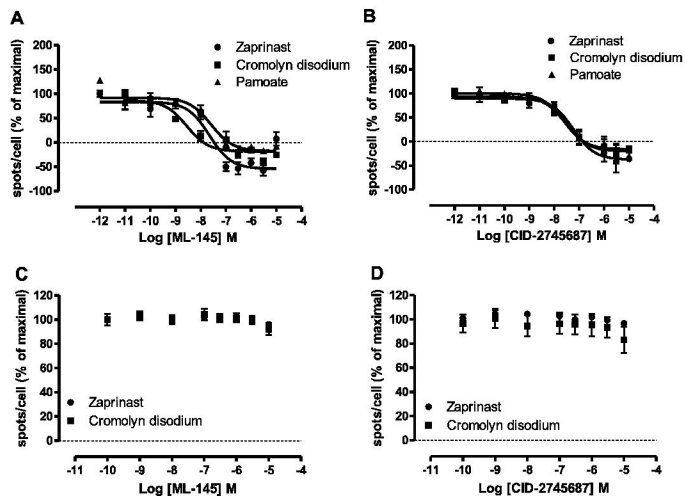 A
200
150
100
50
0
-50
-100
spots/cell (% of maximal)
Zaprinast
Cromolyn disodium
Pamoate
-12 -11 -10 -9 -8 -7 -6 -5 -4
Log [ML-145] M
B
200
150
100
50
0
-50
-100
spots/cell (% of maximal)
Zaprinast
Cromolyn disodium
Pamoate
-12 -11 -10 -9 -8 -7 -6 -5 -4
Log [CID-2745687] M
C
120
100
80
60
40
20
0
spots/cell (% of maximal)
Zaprinast
Cromolyn disodium
-11 -10 -9 -8 -7 -6 -5 -4
Log [ML-145] M
D
120
100
80
60
40
20
0
spots/cell (% of maximal)
Zaprinast
Cromolyn disodium
-11 -10 -9 -8 -7 -6 -5 -4
Log [CID-2745687] M